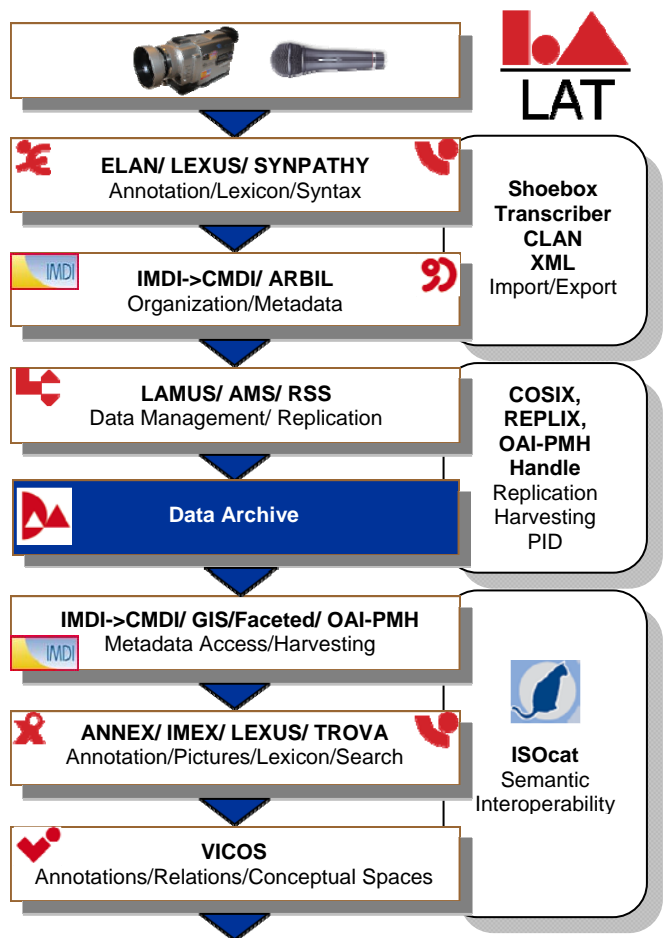 LAT
ELAN/ LEXUS/ SYNPATHY
Annotation/Lexicon/Syntax
Shoebox
Transcriber
CLAN
XML
Import/Export
IMDI
IMDI->CMDI/ ARBIL
Organization/Metadata
LAMUS/ AMS/ RSS
Data Management/ Replication
COSIX,
REPLIX,
OAI-PMH
Handle
Replication
Harvesting
PID
Data Archive
IMDI->CMDI/ GIS/Faceted/ OAI-PMH
Metadata Access/Harvesting
IMDI
ANNEX/ IMEX/ LEXUS/ TROVA
Annotation/Pictures/Lexicon/Search
ISOcat
Semantic
Interoperability
VICOS
Annotations/Relations/Conceptual Spaces